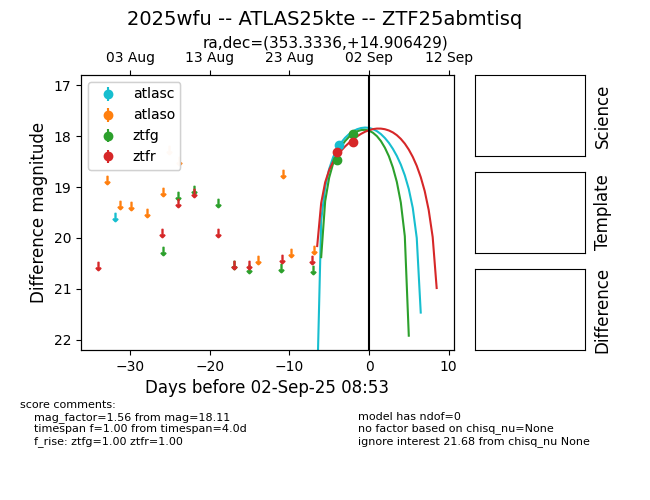 2025wfu -- ATLAS25kte -- ZTF25abmtisq
ra,dec=(353.3336,+14.906429)
03 Aug 13 Aug 23 Aug 02 Sep 12 Sep
17
18
19
20
21
22
Difference magnitude
atlasc
atlaso
ztfg
ztfr
−30 −20 −10 0 10
Days before 02-Sep-25 08:53
Science
Template
Difference
score comments:
mag_factor=1.56 from mag=18.11
timespan f=1.00 from timespan=4.0d
f_rise: ztfg=1.00 ztfr=1.00
model has ndof=0
no factor based on chisq_nu=None
ignore interest 21.68 from chisq_nu None